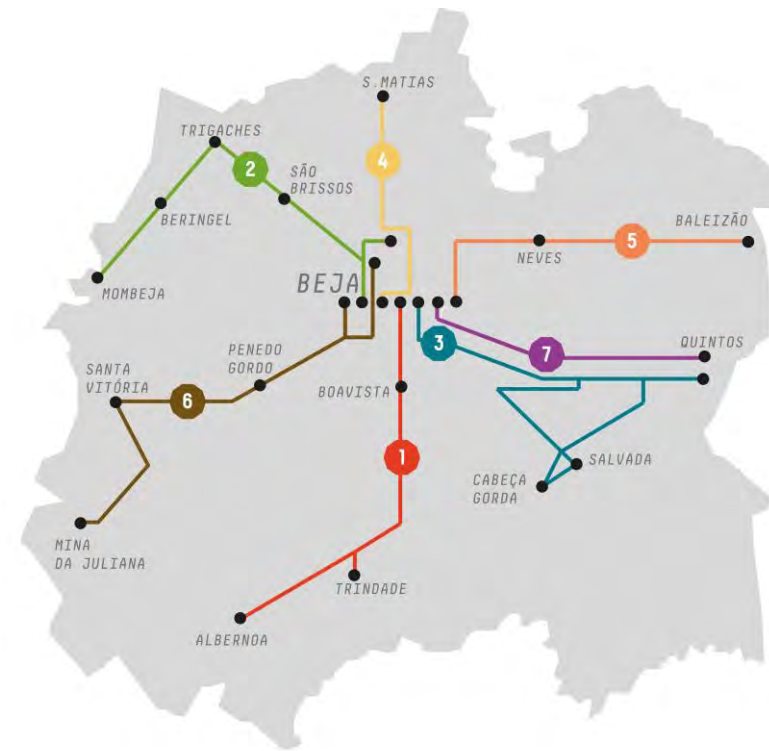 S.MATIAS
TRIGACHES
2
4
SÃO
BRISSOS
BERINGEL
BALEIZÃO
5
NEVES
MOMBEJA
BEJA
3
7
QUINTOS
PENEDO
GORDO
SANTA
VITÓRIA
6
BOAVISTA
1
SALVADA
CABEÇA
GORDA
MINA
DA JULIANA
TRINDADE
ALBERNOA